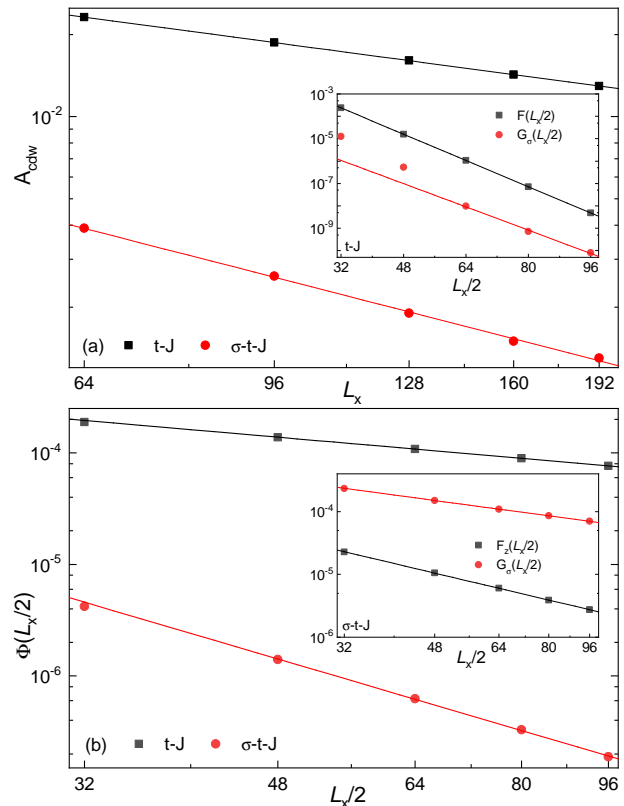 10^-2
A_cdw
10^-3
10^-5
10^-7
10^-9
F(L_x/2)
G_σ(L_x/2)
t-J
32 48 64 80 96
L_x/2
(a) t-J σ-t-J
64 96 128 160 192
L_x
10^-4
10^-6
Φ(L_x/2)
10^-4
10^-5
10^-6
F_z(L_x/2)
G_σ(L_x/2)
σ-t-J
32 48 64 80 96
L_x/2
(b) t-J σ-t-J
32 48 64 80 96
L_x/2